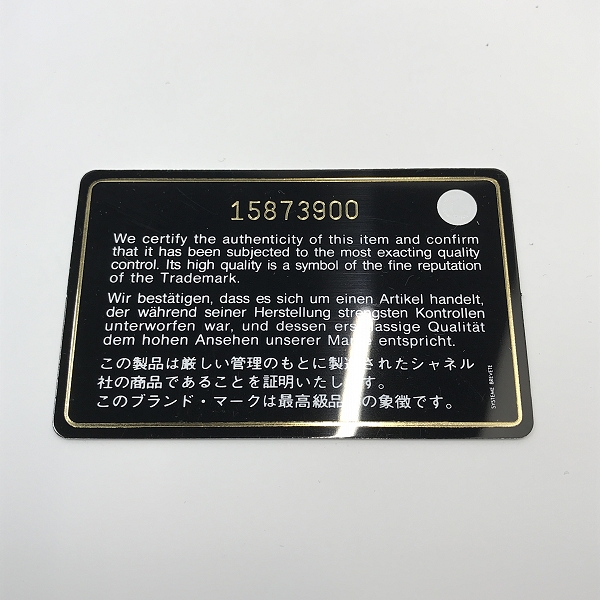 15873900
We certify the authenticity of this item and confirm
that it has been subjected to the most exacting quality
control. Its high quality is a symbol of the fine reputation
of the Trademark.
Wir bestätigen, dass es sich um einen Artikel handelt,
der während seiner Herstellung strengsten Kontrollen
unterworfen war, und dessen erstklassige Qualität
dem hohen Ansehen unserer Marke entspricht.
この製品は厳しい管理のもとに製造されたシャネル
社の商品であることを証明いたします。
このブランド・マークは最高級品質の象徴です。
SYSTEME BREVETE